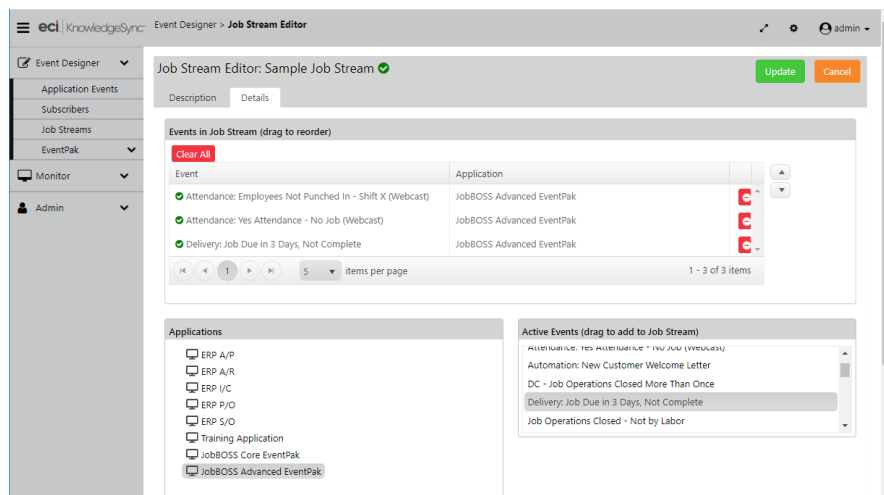 eci KnowledgeSync
Event Designer > Job Stream Editor
admin
Event Designer
Application Events
Subscribers
Job Streams
EventPak
Monitor
Admin
Job Stream Editor: Sample Job Stream
Update
Cancel
Description
Details
Events in Job Stream (drag to reorder)
Clear All
Event
Application
Attendance: Employees Not Punched In - Shift X (Webcast)
JobBOSS Advanced EventPak
Attendance: Yes Attendance - No Job (Webcast)
JobBOSS Advanced EventPak
Delivery: Job Due in 3 Days, Not Complete
JobBOSS Advanced EventPak
1
5
items per page
1 - 3 of 3 items
Applications
ERP A/P
ERP A/R
ERP I/C
ERP P/O
ERP S/O
Training Application
JobBOSS Core EventPak
JobBOSS Advanced EventPak
Active Events (drag to add to Job Stream)
Attendance: Yes Attendance - No Job (Webcast)
Automation: New Customer Welcome Letter
DC - Job Operations Closed More Than Once
Delivery: Job Due in 3 Days, Not Complete
Job Operations Closed - Not by Labor